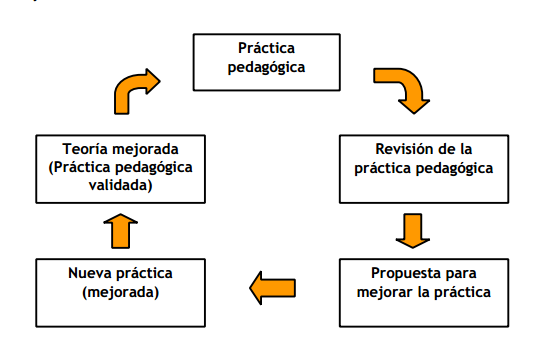 Práctica
pedagógica
Revisión de la
práctica pedagógica
Propuesta para
mejorar la práctica
Nueva práctica
(mejorada)
Teoría mejorada
(Práctica pedagógica
validada)